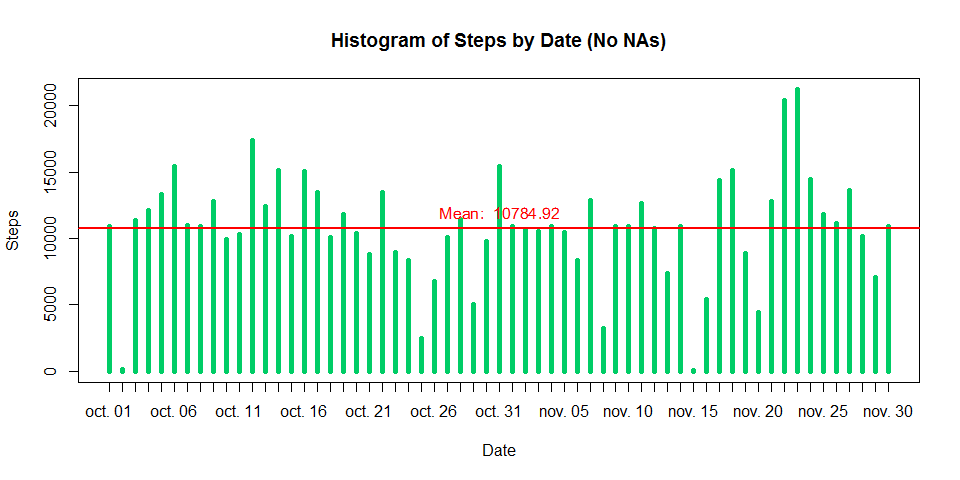 Histogram of Steps by Date (No NAs)
Steps
20000
15000
10000
5000
0
Mean:  10784.92
oct. 01 oct. 06 oct. 11 oct. 16 oct. 21 oct. 26 oct. 31 nov. 05 nov. 10 nov. 15 nov. 20 nov. 25 nov. 30
Date